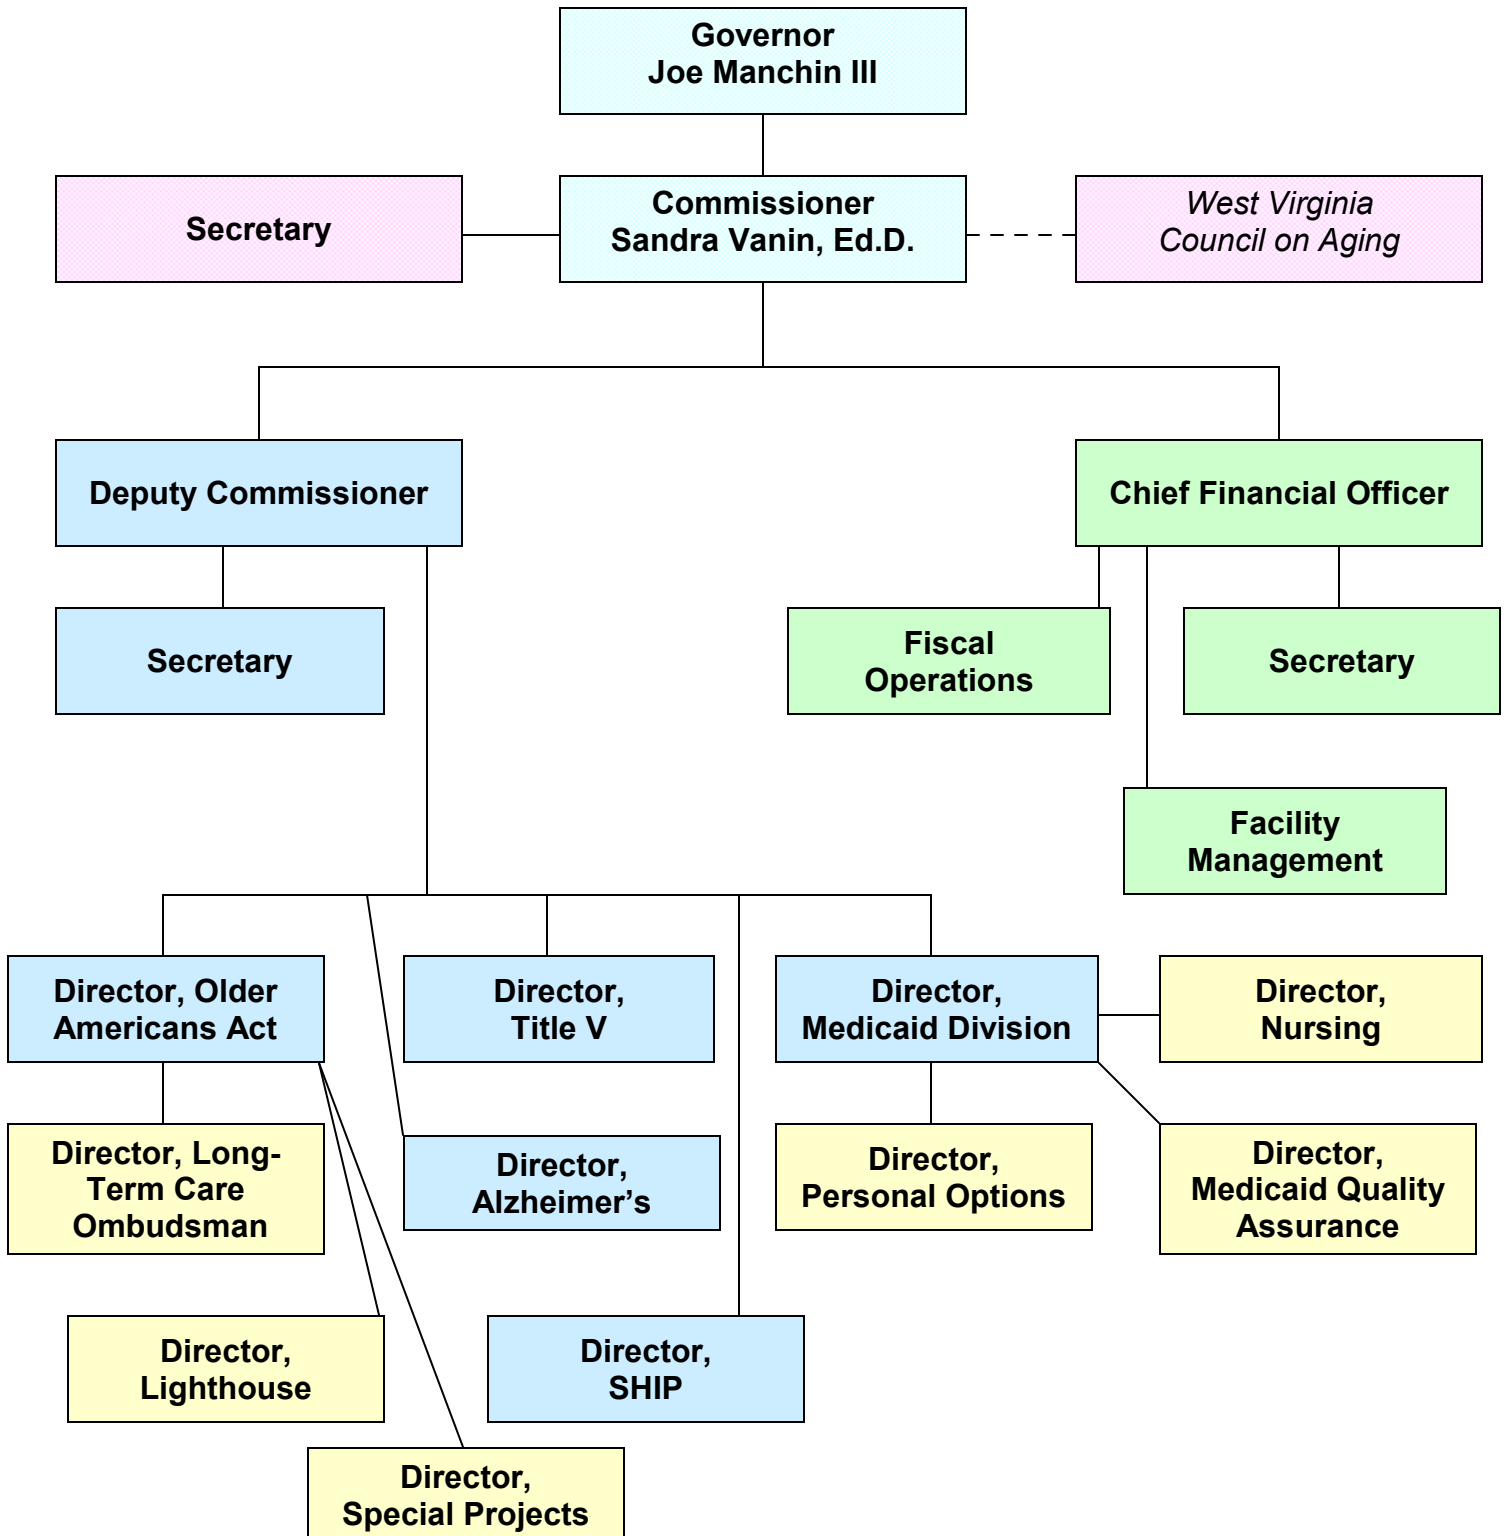 Governor
Joe Manchin III
Secretary
Commissioner
Sandra Vanin, Ed.D.
West Virginia
Council on Aging
Deputy Commissioner
Chief Financial Officer
Secretary
Fiscal
Operations
Secretary
Facility
Management
Director, Older
Americans Act
Director,
Title V
Director,
Medicaid Division
Director,
Nursing
Director, Long-
Term Care
Ombudsman
Director,
Alzheimer’s
Director,
Personal Options
Director,
Medicaid Quality
Assurance
Director,
Lighthouse
Director,
SHIP
Director,
Special Projects